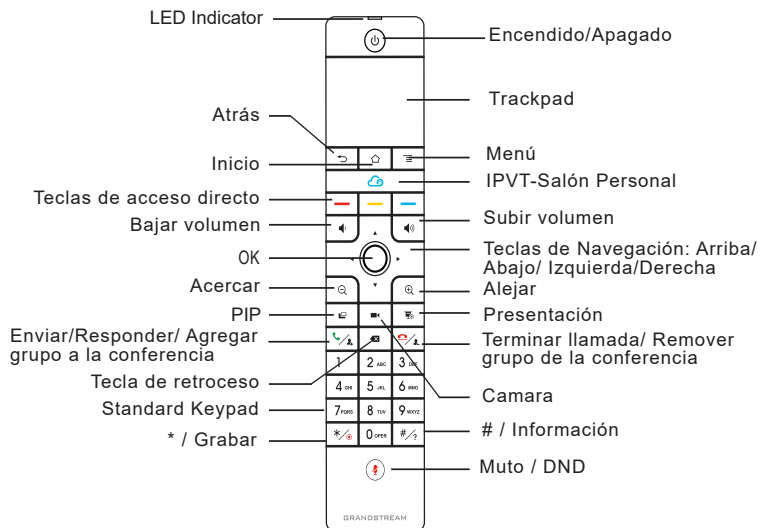 LED Indicator
Encendido/Apagado
Trackpad
Atrás
Inicio
Menú
IPVT-Salón Personal
Teclas de acceso directo
Bajar volumen
Subir volumen
OK
Teclas de Navegación: Arriba/
Abajo/ Izquierda/Derecha
Acercar
Alejar
PIP
Presentación
Enviar/Responder/ Agregar
grupo a la conferencia
Terminar llamada/ Remover
grupo de la conferencia
Tecla de retroceso
Camara
Standard Keypad
* / Grabar
# / Información
Muto / DND
1
2 ABC
3 DEF
4 GHI
5 JKL
6 MNO
7 PQRS
8 TUV
9 WXYZ
*/
0 OPER
#/?
GRANDSTREAM